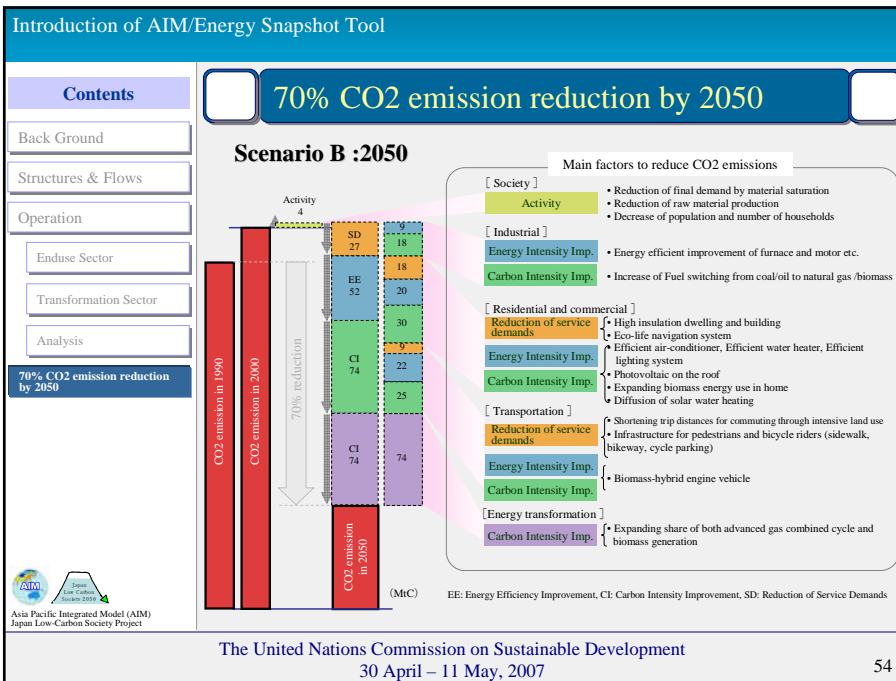 Introduction of AIM/Energy Snapshot Tool
Contents
Back Ground
Structures & Flows
Operation
Enduse Sector
Transformation Sector
Analysis
70% CO2 emission reduction
by 2050
AIM
Japan
Low Carbon
Society 2050
Asia Pacific Integrated Model (AIM)
Japan Low-Carbon Society Project
70% CO2 emission reduction by 2050
Scenario B :2050
Activity
4
CO2 emission in 1990
CO2 emission in 2000
70% reduction
SD
27
EE
52
CI
74
CI
74
CO2 emission
in 2050
9
18
18
20
30
9
22
25
74
(MtC)
Main factors to reduce CO2 emissions
[ Society ]
Activity
• Reduction of final demand by material saturation
• Reduction of raw material production
• Decrease of population and number of households
[ Industrial ]
Energy Intensity Imp.
• Energy efficient improvement of furnace and motor etc.
Carbon Intensity Imp.
• Increase of Fuel switching from coal/oil to natural gas /biomass
[ Residential and commercial ]
Reduction of service
demands
• High insulation dwelling and building
• Eco-life navigation system
Energy Intensity Imp.
Carbon Intensity Imp.
• Efficient air-conditioner, Efficient water heater, Efficient
lighting system
• Photovoltaic on the roof
• Expanding biomass energy use in home
• Diffusion of solar water heating
[ Transportation ]
Reduction of service
demands
• Shortening trip distances for commuting through intensive land use
• Infrastructure for pedestrians and bicycle riders (sidewalk,
bikeway, cycle parking)
Energy Intensity Imp.
Carbon Intensity Imp.
• Biomass-hybrid engine vehicle
[Energy transformation ]
Carbon Intensity Imp.
• Expanding share of both advanced gas combined cycle and
biomass generation
EE: Energy Efficiency Improvement, CI: Carbon Intensity Improvement, SD: Reduction of Service Demands
The United Nations Commission on Sustainable Development
30 April – 11 May, 2007
54